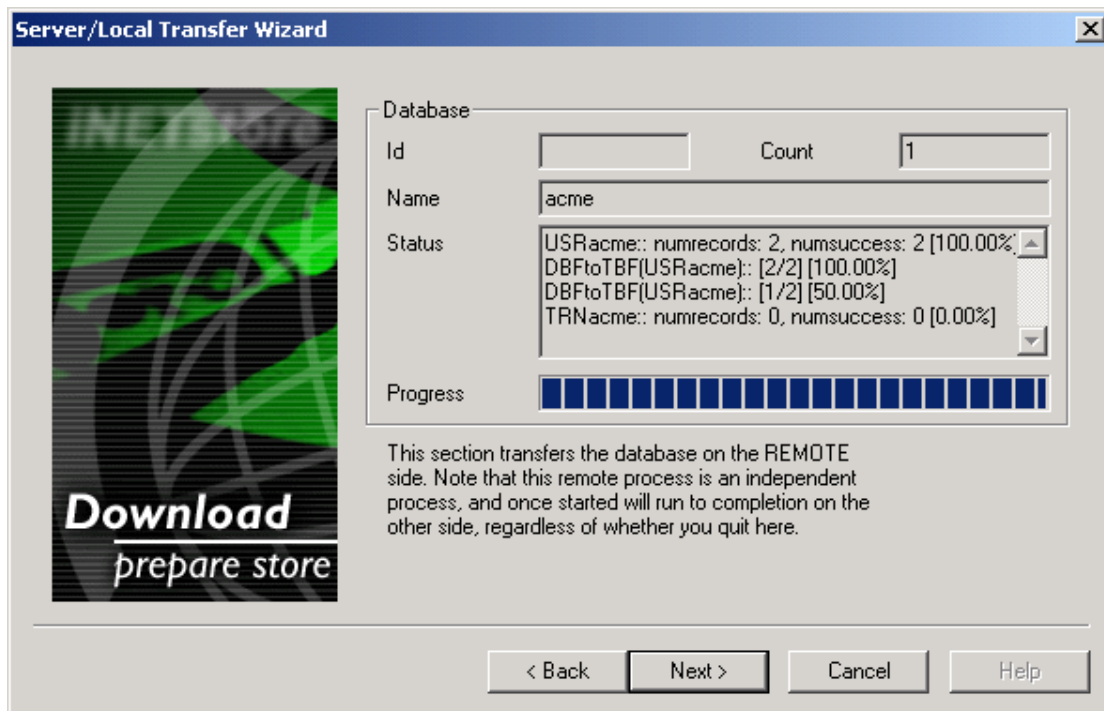 Server/Local Transfer Wizard
iNETstore
Database
Id
Count 1
Name acme
Status
USRacme:: numrecords: 2, numsuccess: 2 [100.00%]
DBFtoTBF(USRacme):: [2/2] [100.00%]
DBFtoTBF(USRacme):: [1/2] [50.00%]
TRNacme:: numrecords: 0, numsuccess: 0 [0.00%]
Progress
This section transfers the database on the REMOTE
side. Note that this remote process is an independent
process, and once started will run to completion on the
other side, regardless of whether you quit here.
Download
prepare store
< Back Next > Cancel Help